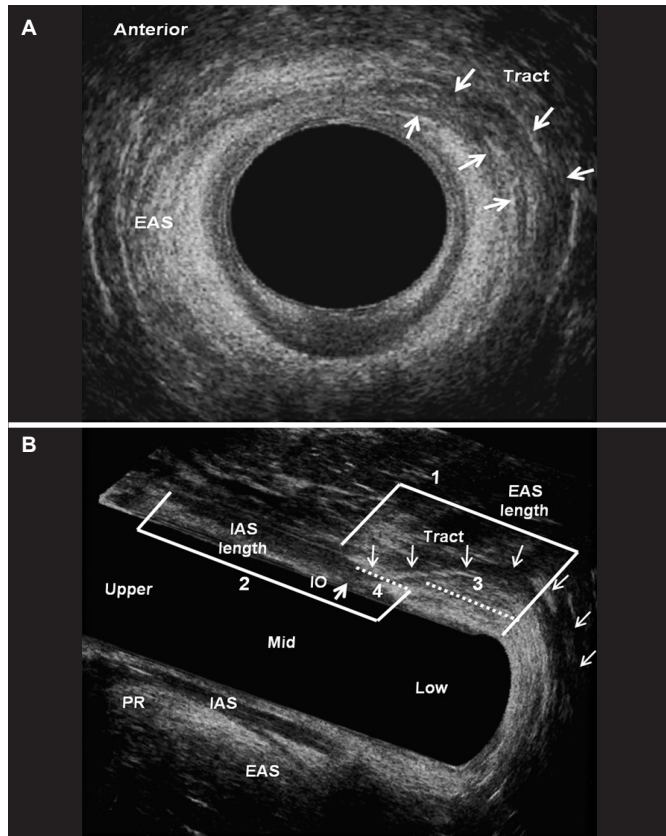 A
Anterior
Tract
EAS
B
1
EAS
length
Tract
IAS
length
2
IO
4
3
Upper
Mid
Low
PR
IAS
EAS